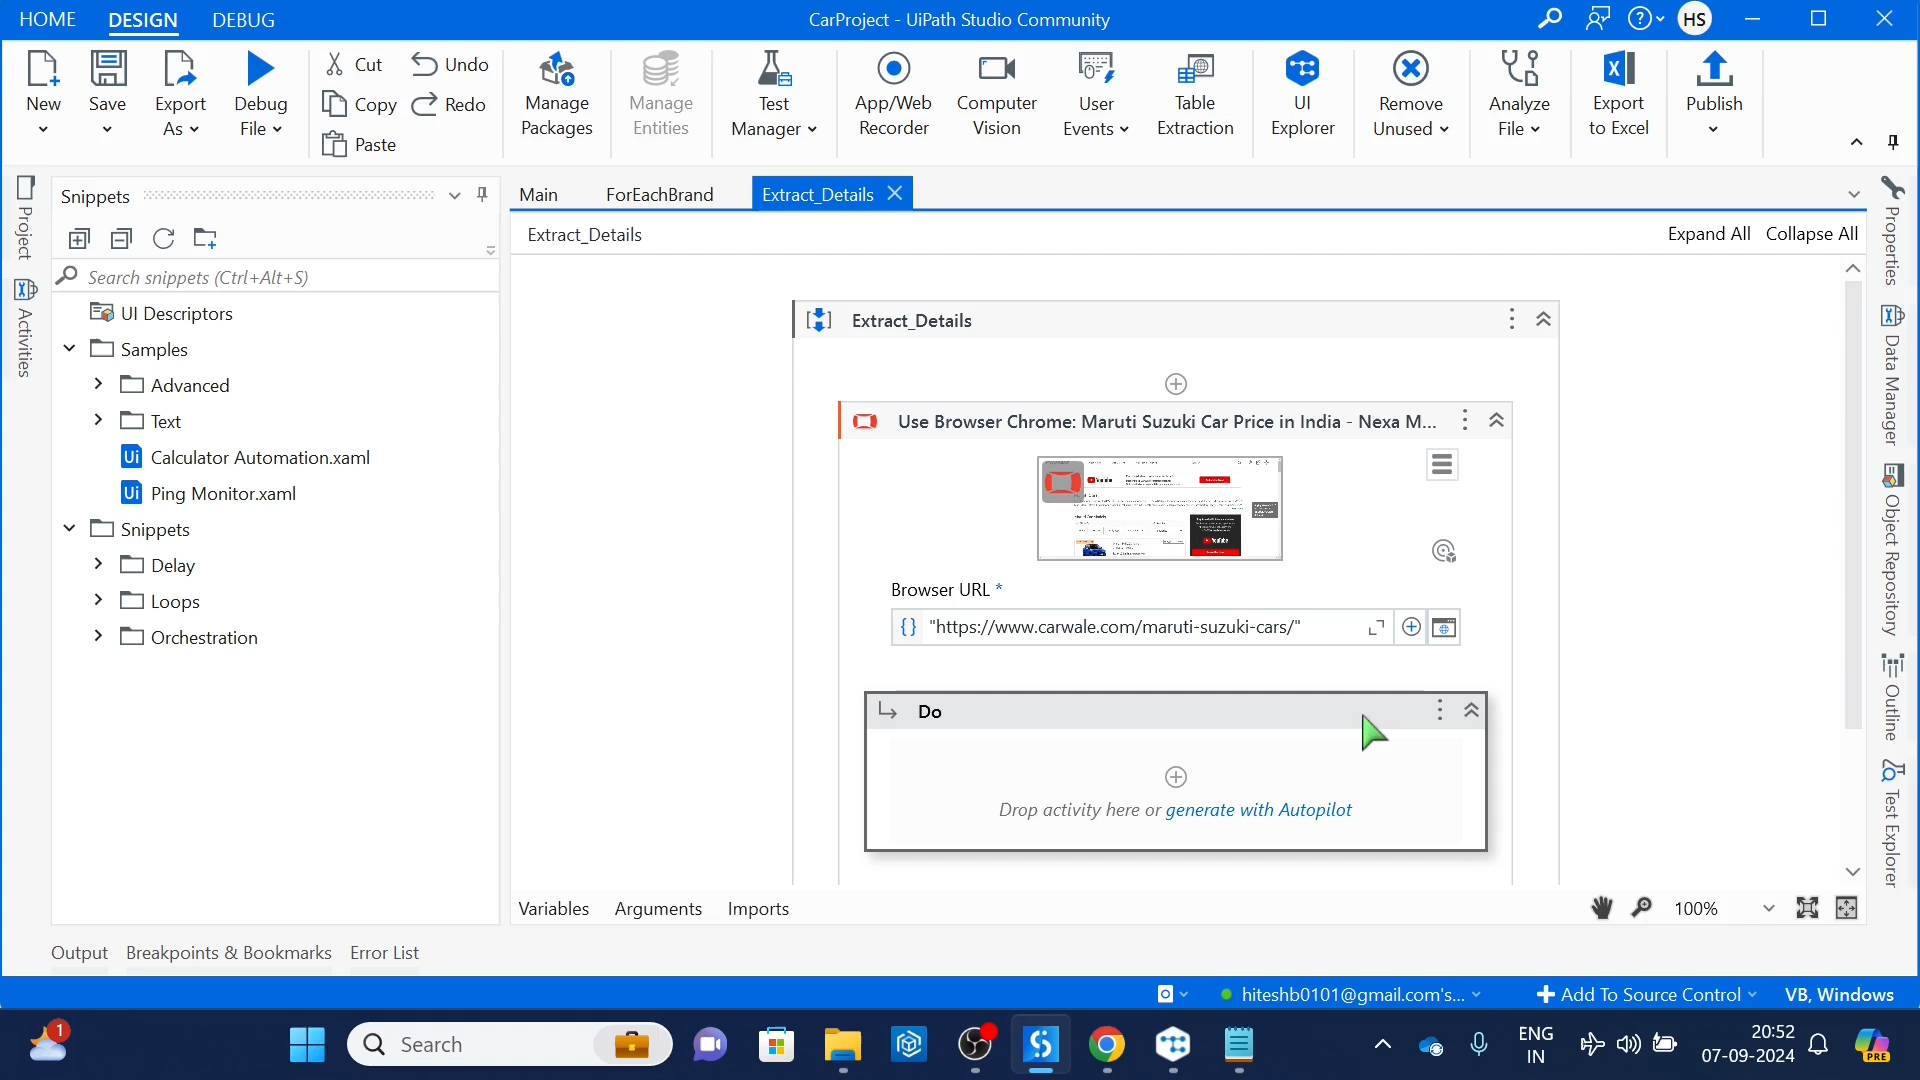 HOME DESIGN DEBUG
CarProject - UiPath Studio Community
HS
New
Save
Export
As
Debug
File
Cut
Copy
Paste
Undo
Redo
Manage
Packages
Manage
Entities
Test
Manager
App/Web
Recorder
Computer
Vision
User
Events
Table
Extraction
UI
Explorer
Remove
Unused
Analyze
File
Export
to Excel
Publish
Project
Activities
Snippets
Search snippets (Ctrl+Alt+S)
UI Descriptors
Samples
Advanced
Text
Ui Calculator Automation.xaml
Ui Ping Monitor.xaml
Snippets
Delay
Loops
Orchestration
Main ForEachBrand Extract_Details
Extract_Details
Expand All Collapse All
Extract_Details
Use Browser Chrome: Maruti Suzuki Car Price in India - Nexa M...
Browser URL *
"https://www.carwale.com/maruti-suzuki-cars/"
Do
Drop activity here or generate with Autopilot
Variables Arguments Imports
100%
Properties
Data Manager
Object Repository
Outline
Test Explorer
Output Breakpoints & Bookmarks Error List
hiteshb0101@gmail.com's...
Add To Source Control
VB, Windows
1
Search
ENG
IN
20:52
07-09-2024
PRE